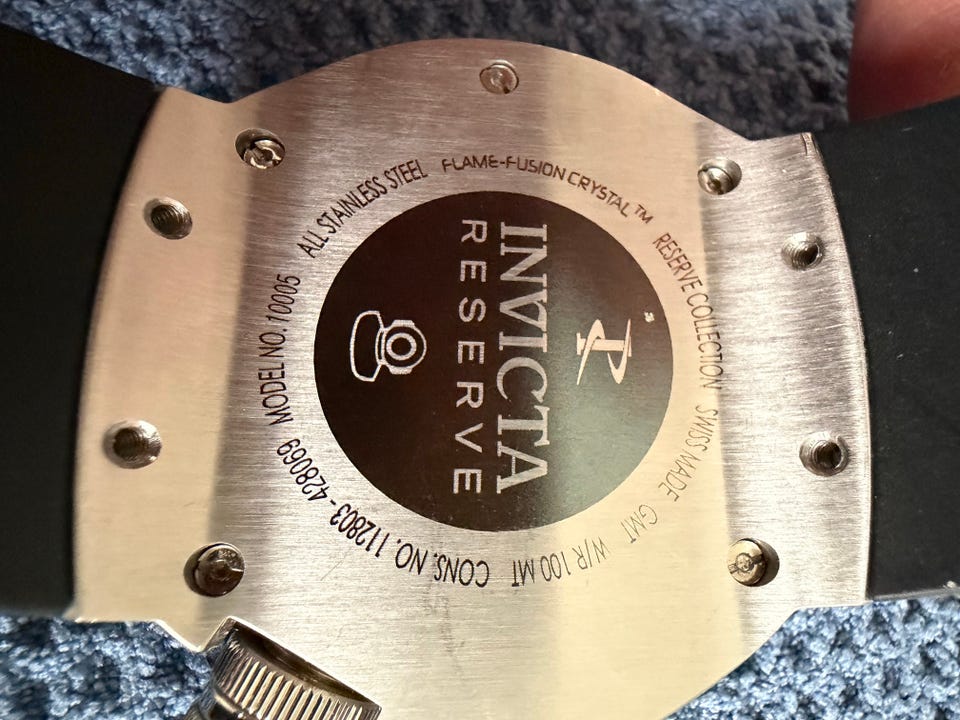 INVICTA
RESERVE
ALL STAINLESS STEEL
FLAME-FUSION CRYSTAL™
RESERVE COLLECTION
SWISS MADE
GMT
W/R 100 MT
CONS. NO. 112803 - 428069
MODEL NO. 10005